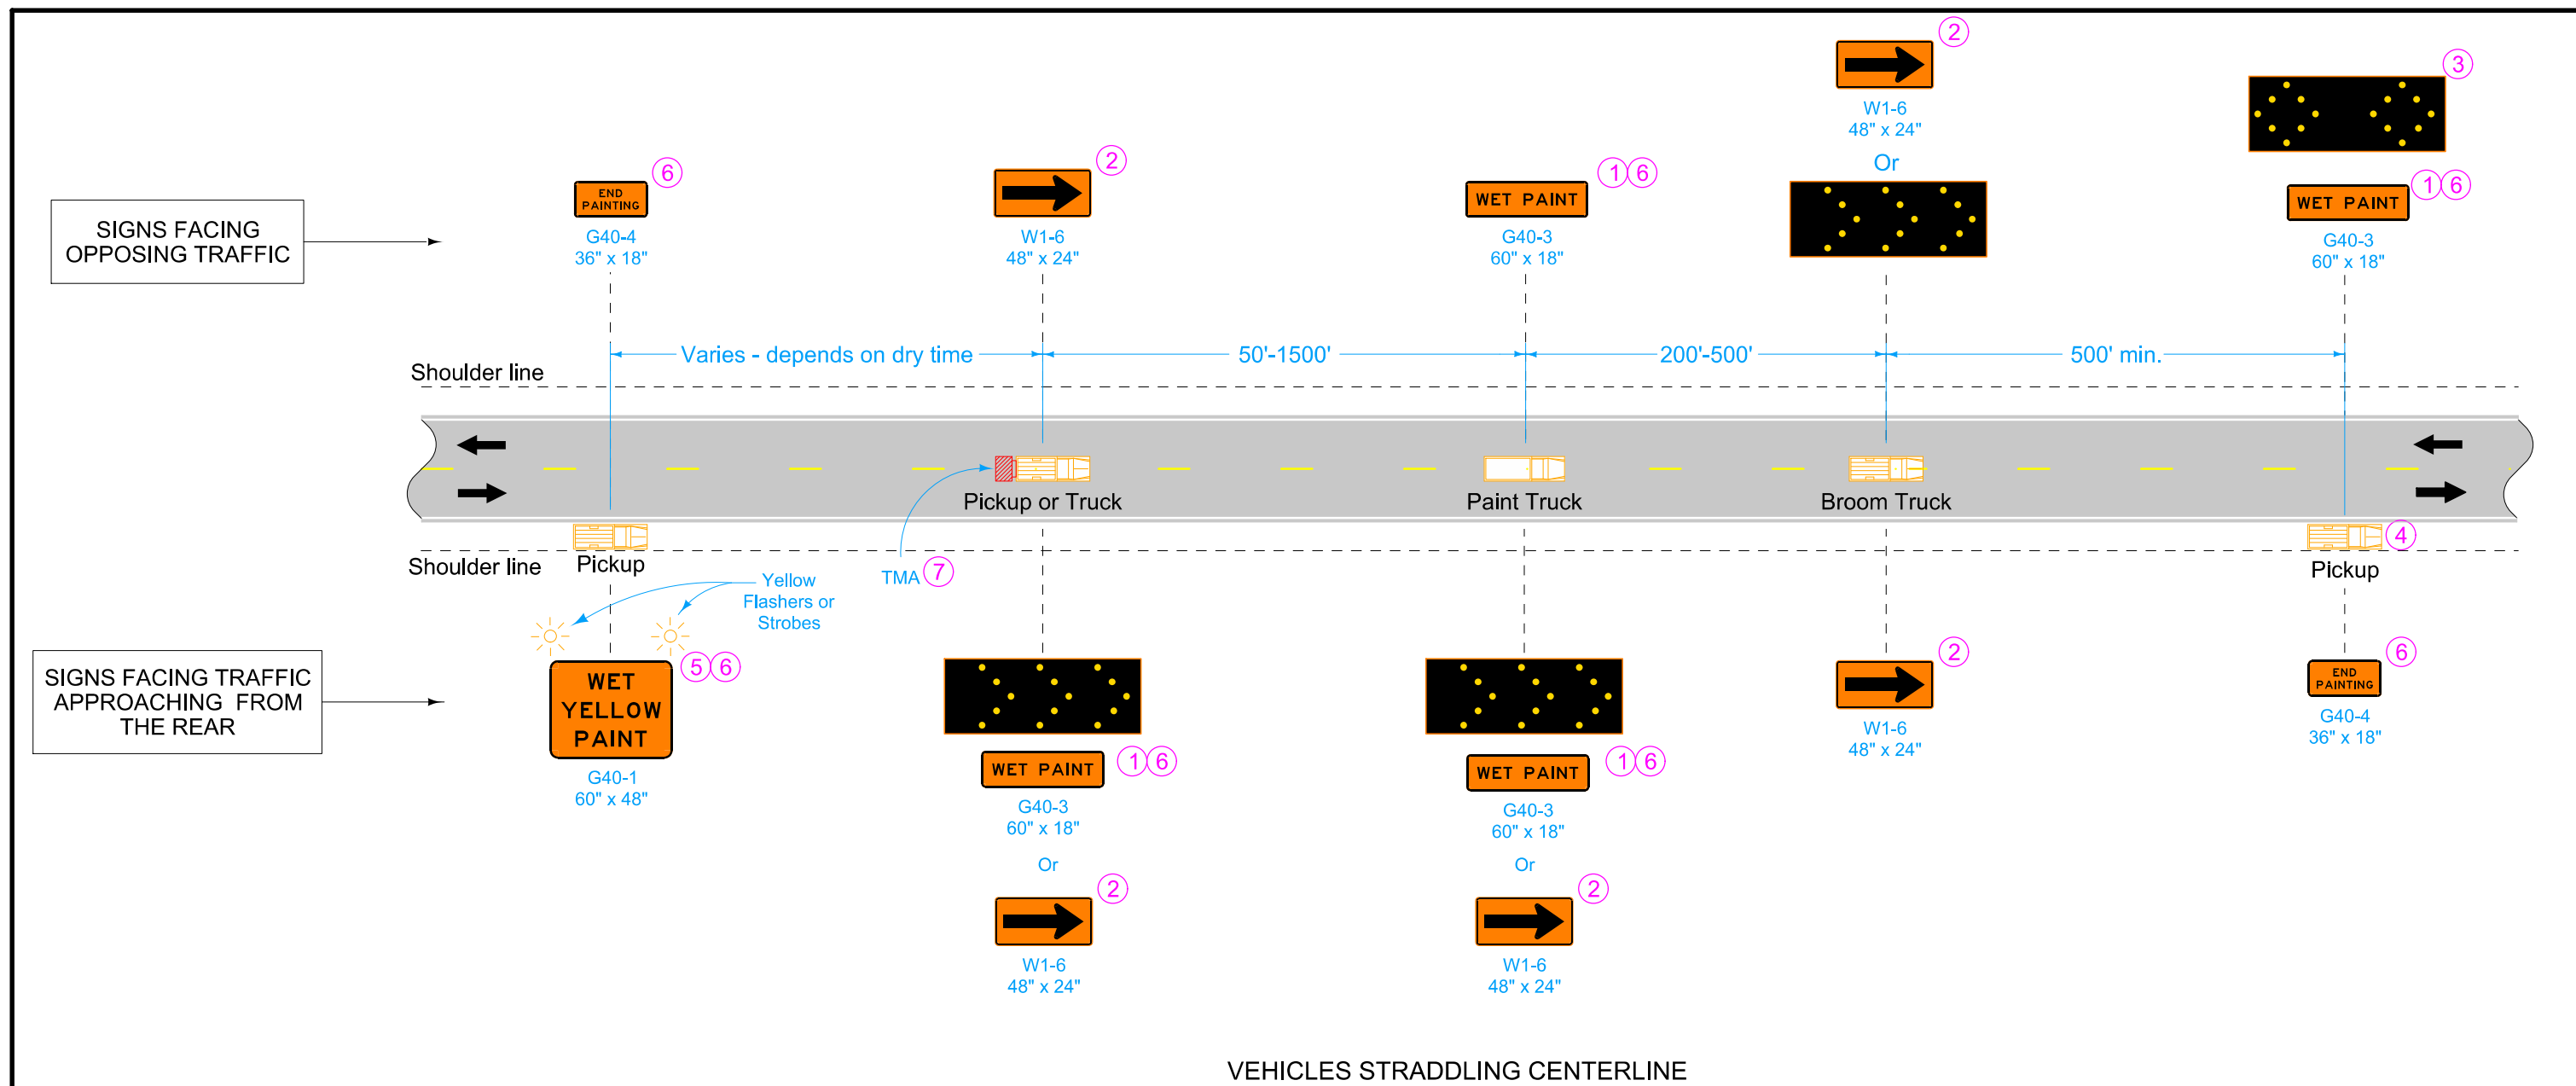 2
3
W1-6
48" x 24"
Or
6
END
PAINTING
G40-4
36" x 18"
2
W1-6
48" x 24"
1 6
WET PAINT
G40-3
60" x 18"
1 6
WET PAINT
G40-3
60" x 18"
SIGNS FACING
OPPOSING TRAFFIC
Varies - depends on dry time
50'-1500'
200'-500'
500' min.
Shoulder line
Pickup or Truck
Paint Truck
Broom Truck
4
Shoulder line
Pickup
TMA 7
Pickup
Yellow
Flashers or
Strobes
SIGNS FACING TRAFFIC
APPROACHING FROM
THE REAR
5 6
WET
YELLOW
PAINT
G40-1
60" x 48"
1 6
WET PAINT
G40-3
60" x 18"
Or
2
W1-6
48" x 24"
1 6
WET PAINT
G40-3
60" x 18"
Or
2
W1-6
48" x 24"
2
W1-6
48" x 24"
6
END
PAINTING
G40-4
36" x 18"
VEHICLES STRADDLING CENTERLINE